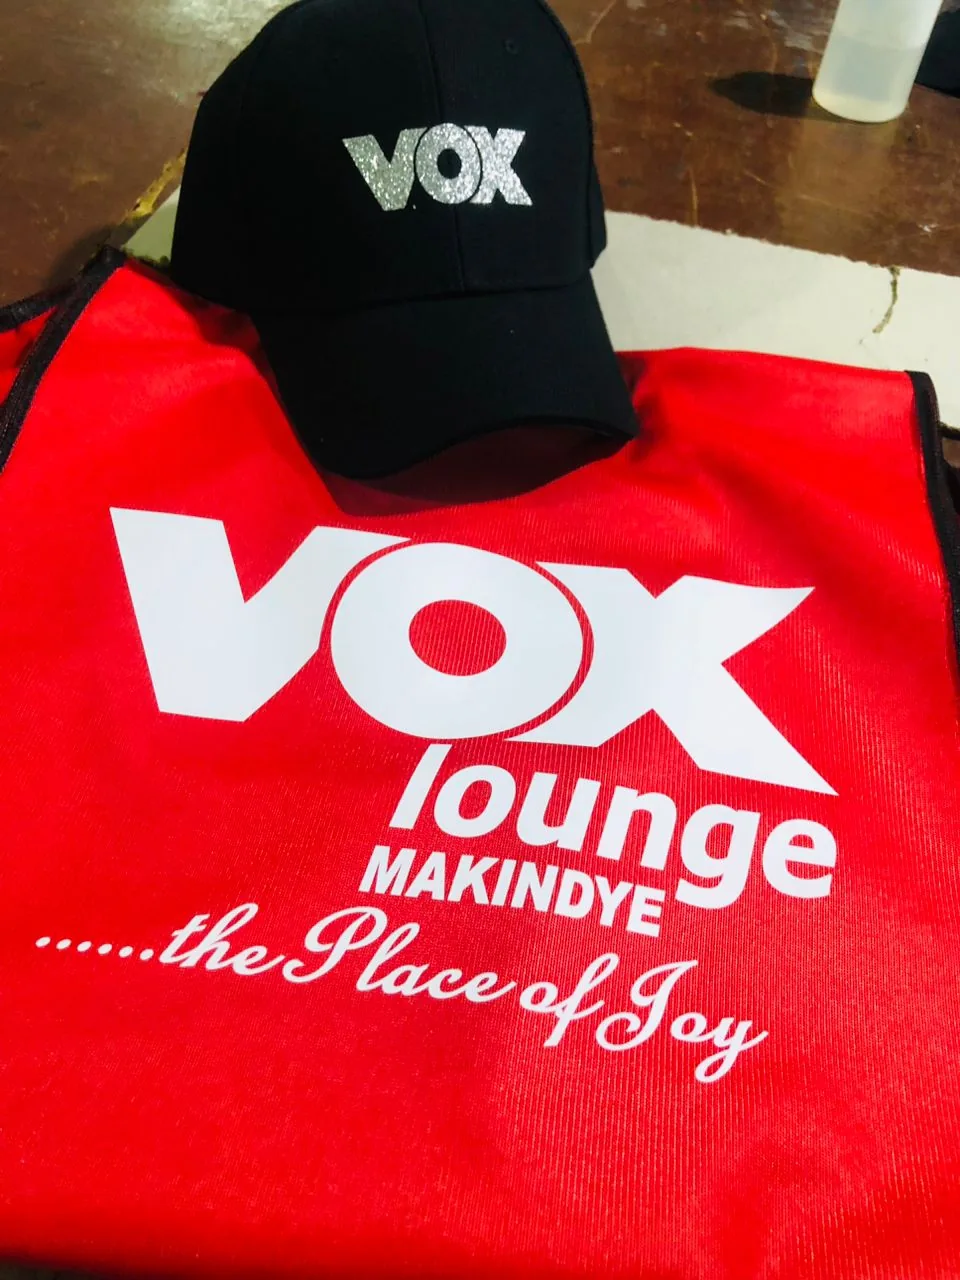 VOX
VOX
lounge
MAKINDYE
......the Place of Joy